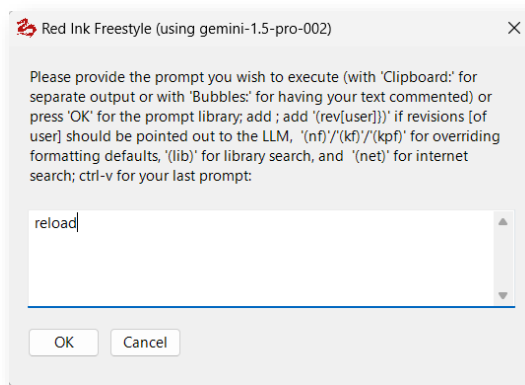 Red Ink Freestyle (using gemini-1.5-pro-002)
Please provide the prompt you wish to execute (with 'Clipboard:' for
separate output or with 'Bubbles:' for having your text commented) or
press 'OK' for the prompt library; add ; add '(rev[user]))' if revisions [of
user] should be pointed out to the LLM, '(nf)'/'(kf)'/'(kpf)' for overriding
formatting defaults, '(lib)' for library search, and '(net)' for internet
search; ctrl-v for your last prompt:
reload
OK Cancel